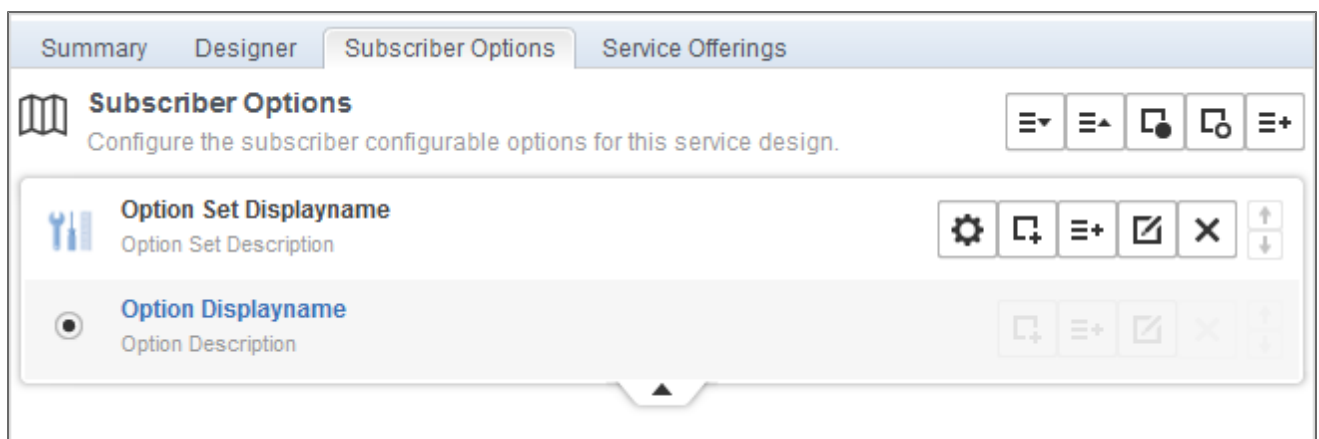 Summary Designer Subscriber Options Service Offerings
Subscriber Options
Configure the subscriber configurable options for this service design.
Option Set Displayname
Option Set Description
Option Displayname
Option Description